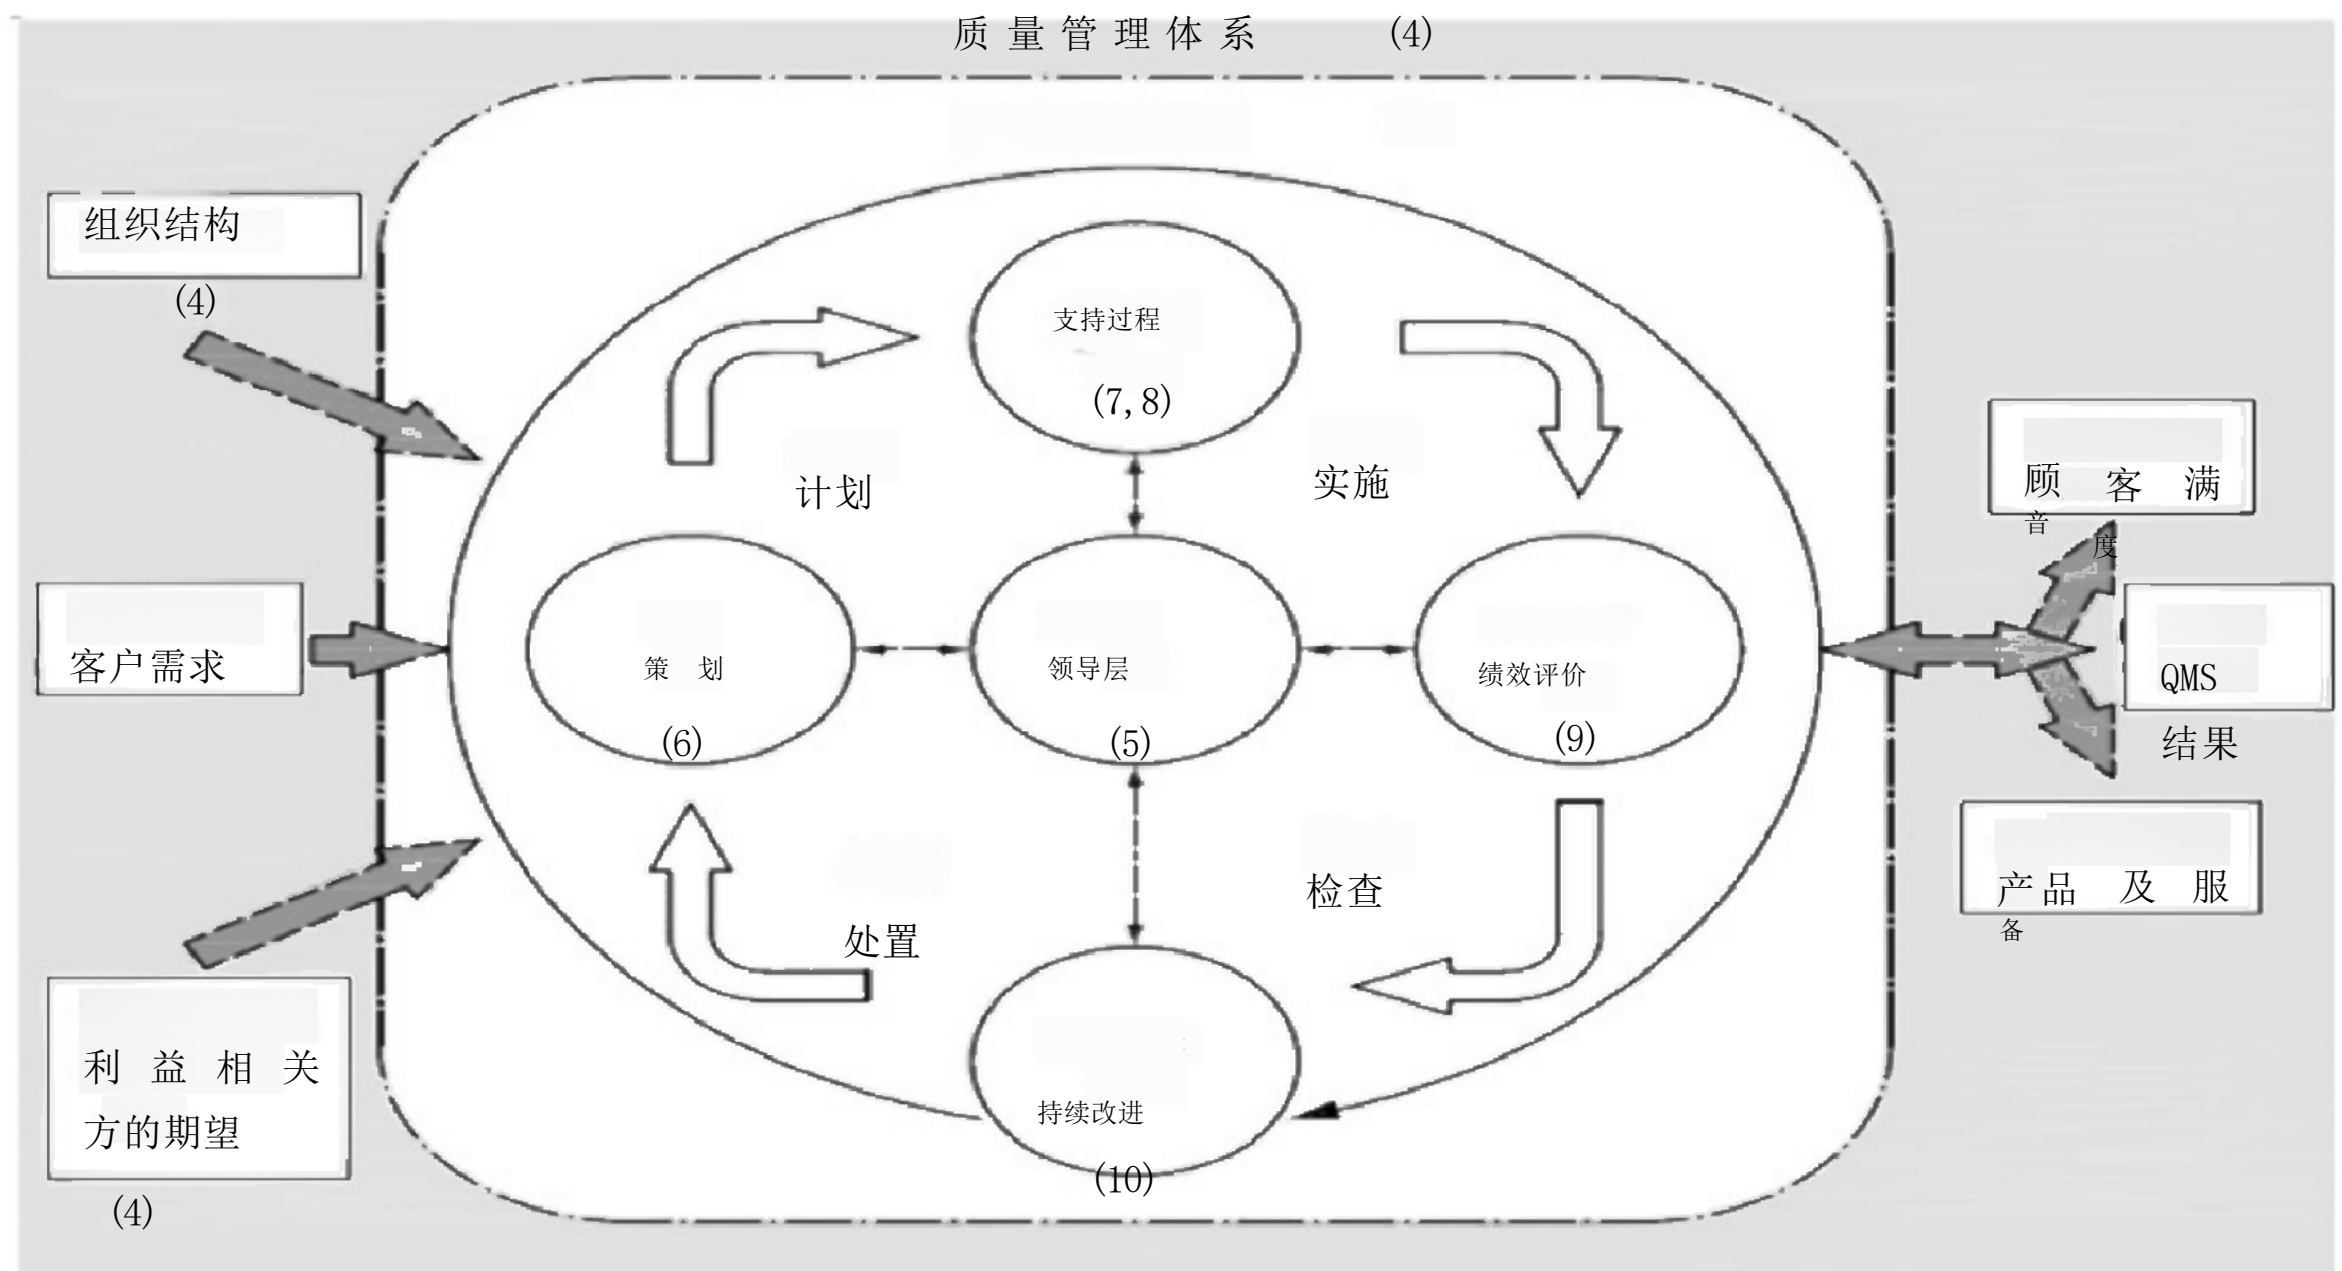 质量管理体系 (4)
组织结构
(4)
支持过程
(7,8)
计划
实施
顾客满
音
度
客户需求
策 划
(6)
领导层
(5)
绩效评价
(9)
QMS
结果
处置
检查
产品 及 服
备
利益相关
方的期望
(4)
持续改进
(10)